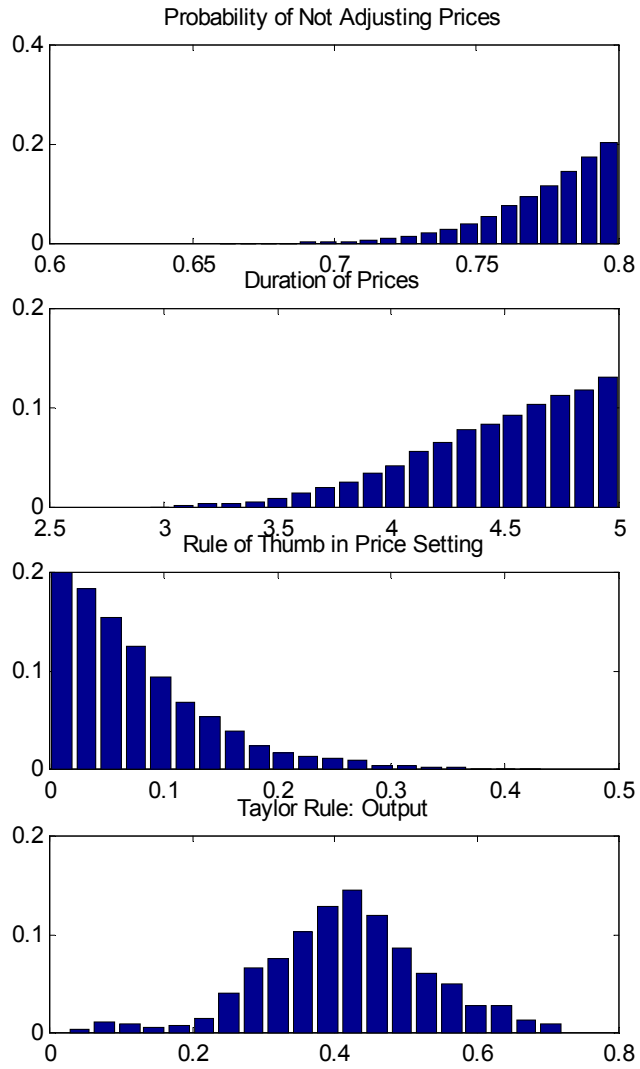 Probability of Not Adjusting Prices
0.4
0.2
0
0.6 0.65 0.7 0.75 0.8
Duration of Prices
0.2
0.1
0
2.5 3 3.5 4 4.5 5
Rule of Thumb in Price Setting
0.2
0.1
0
0 0.1 0.2 0.3 0.4 0.5
Taylor Rule: Output
0.2
0.1
0
0 0.2 0.4 0.6 0.8